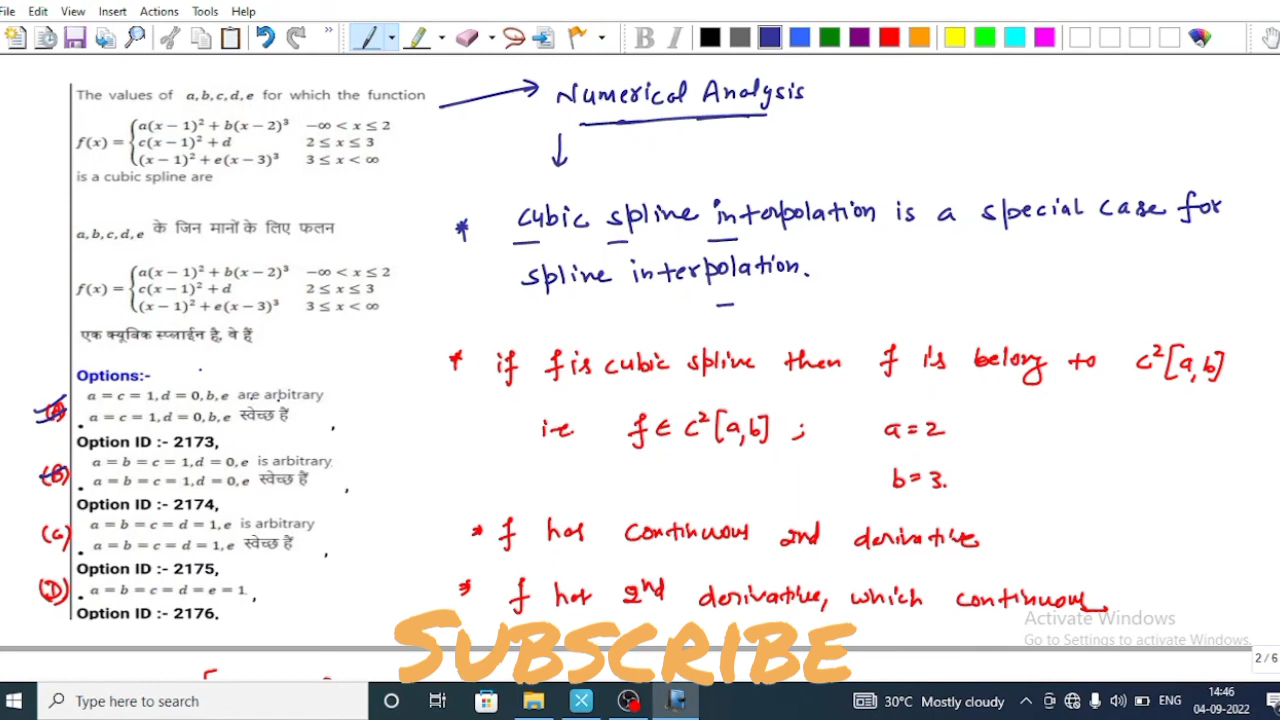 File Edit View Insert Actions Tools Help
The values of a,b,c,d,e for which the function
f(x) = { a(x − 1)² + b(x − 2)³ −∞ < x ≤ 2
c(x − 1)² + d 2 ≤ x ≤ 3
(x − 1)² + e(x − 3)³ 3 ≤ x < ∞
is a cubic spline are
a,b,c,d,e के जिन मानों के लिए फलन
f(x) = { a(x − 1)² + b(x − 2)³ −∞ < x ≤ 2
c(x − 1)² + d 2 ≤ x ≤ 3
(x − 1)² + e(x − 3)³ 3 ≤ x < ∞
एक क्यूबिक स्प्लाईन है, वे हैं
Options:-
(A) a = c = 1, d = 0, b, e are arbitrary
a = c = 1, d = 0, b, e स्वेच्छ हैं ,
Option ID :- 2173,
(B) a = b = c = 1, d = 0, e is arbitrary
a = b = c = 1, d = 0, e स्वेच्छ हैं ,
Option ID :- 2174,
(C) a = b = c = d = 1, e is arbitrary
a = b = c = d = 1, e स्वेच्छ हैं ,
Option ID :- 2175,
(D) a = b = c = d = e = 1 ,
Option ID :- 2176,
Numerical Analysis
* cubic spline interpolation is a special case for
spline interpolation.
* if f is cubic spline then f is belong to c²[a,b]
i.e f ∈ c²[a,b] ; a = 2
b = 3.
* f has continuous 2nd derivative
* f has 2nd derivative, which continuous
SUBSCRIBE
Activate Windows
Go to Settings to activate Windows.
2 / 6
Type here to search
30°C Mostly cloudy
ENG
14:46
04-09-2022